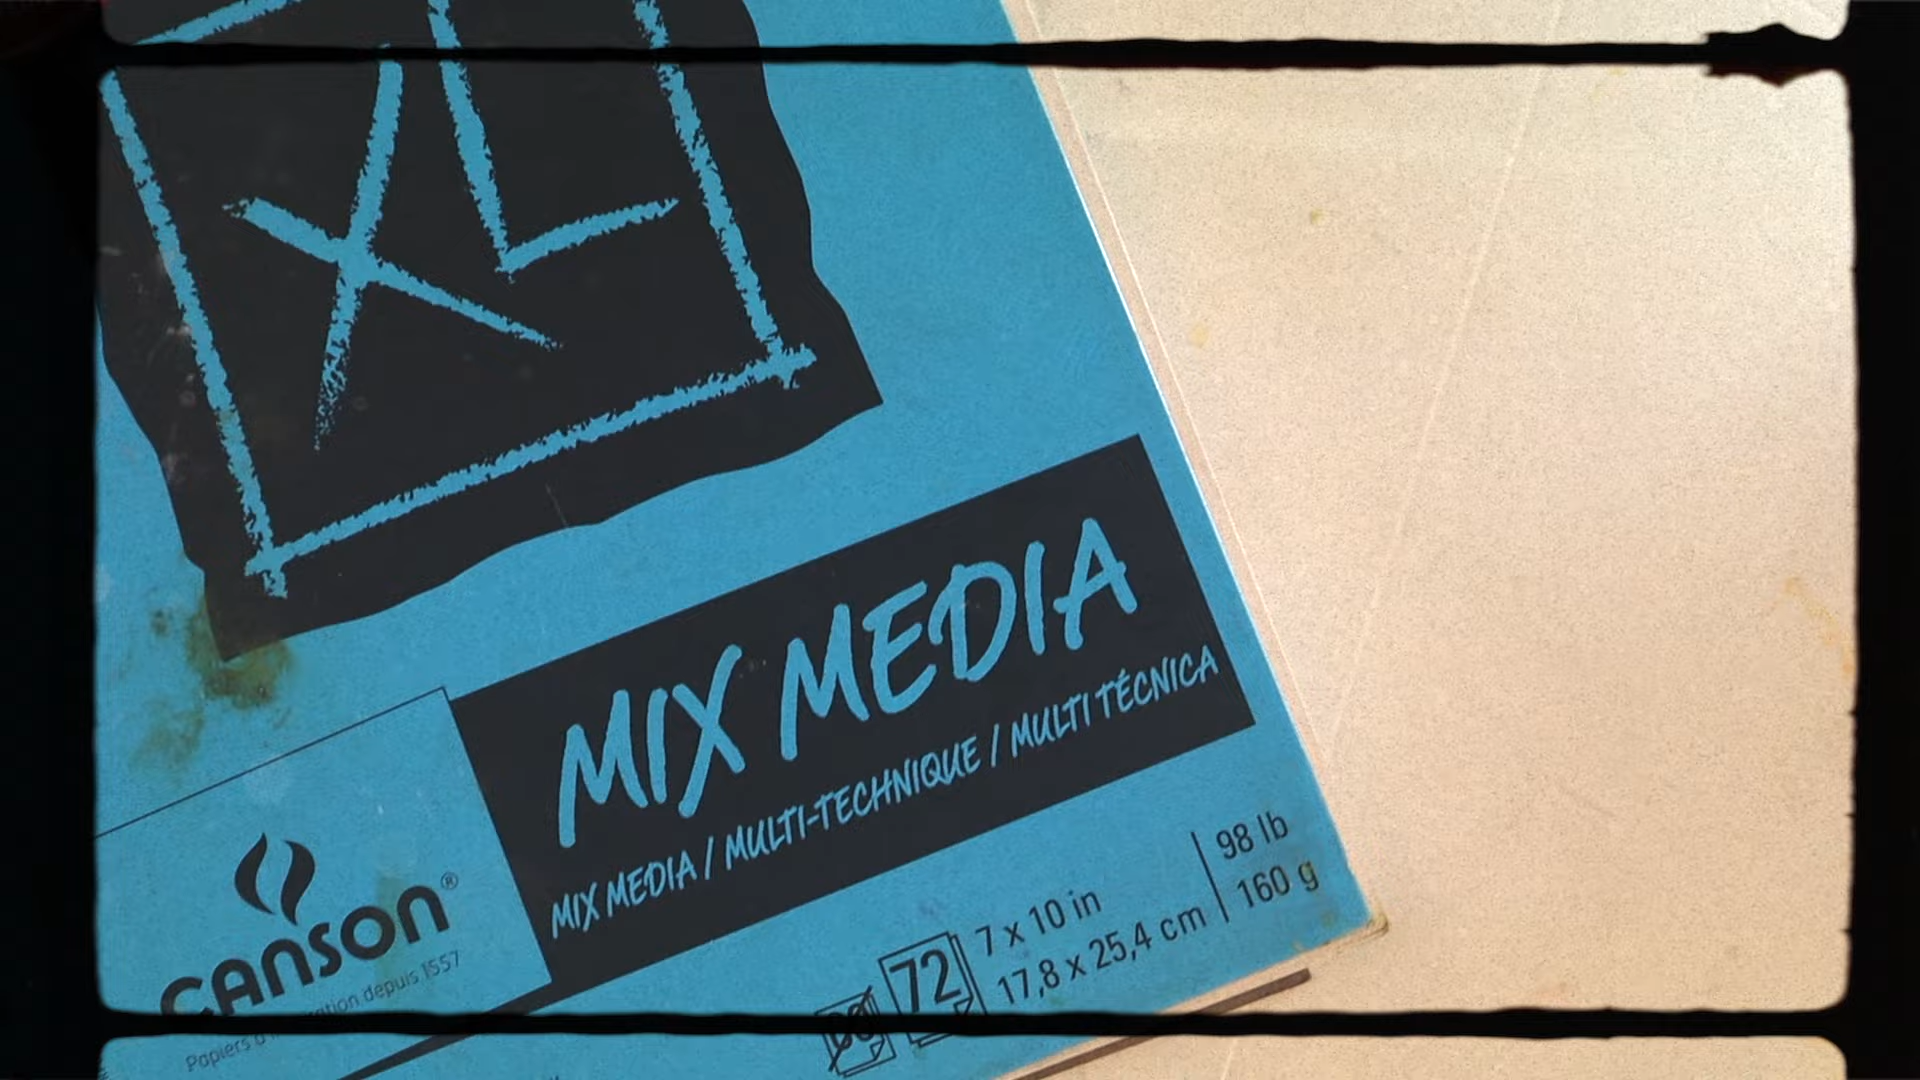 XL
MIX MEDIA
MIX MEDIA / MULTI-TECHNIQUE / MULTI TÉCNICA
CANSON®
depuis 1557
60 72
7 x 10 in
17,8 x 25,4 cm
98 lb
160 g